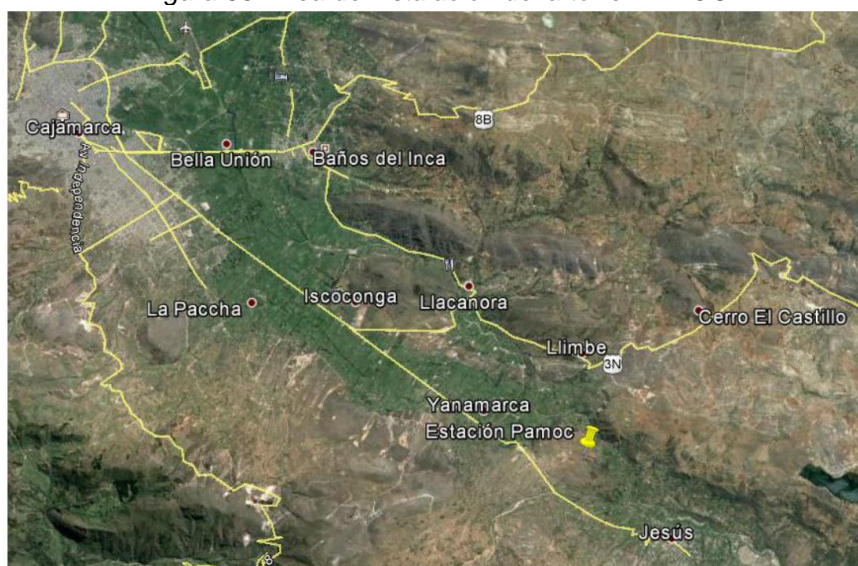 8B
Cajamarca
Bella Unión
Baños del Inca
Av Independencia
La Paccha
Iscoconga
Llacanora
Cerro El Castillo
Llimbe
3N
Yanamarca
Estación Pamoc
Jesús